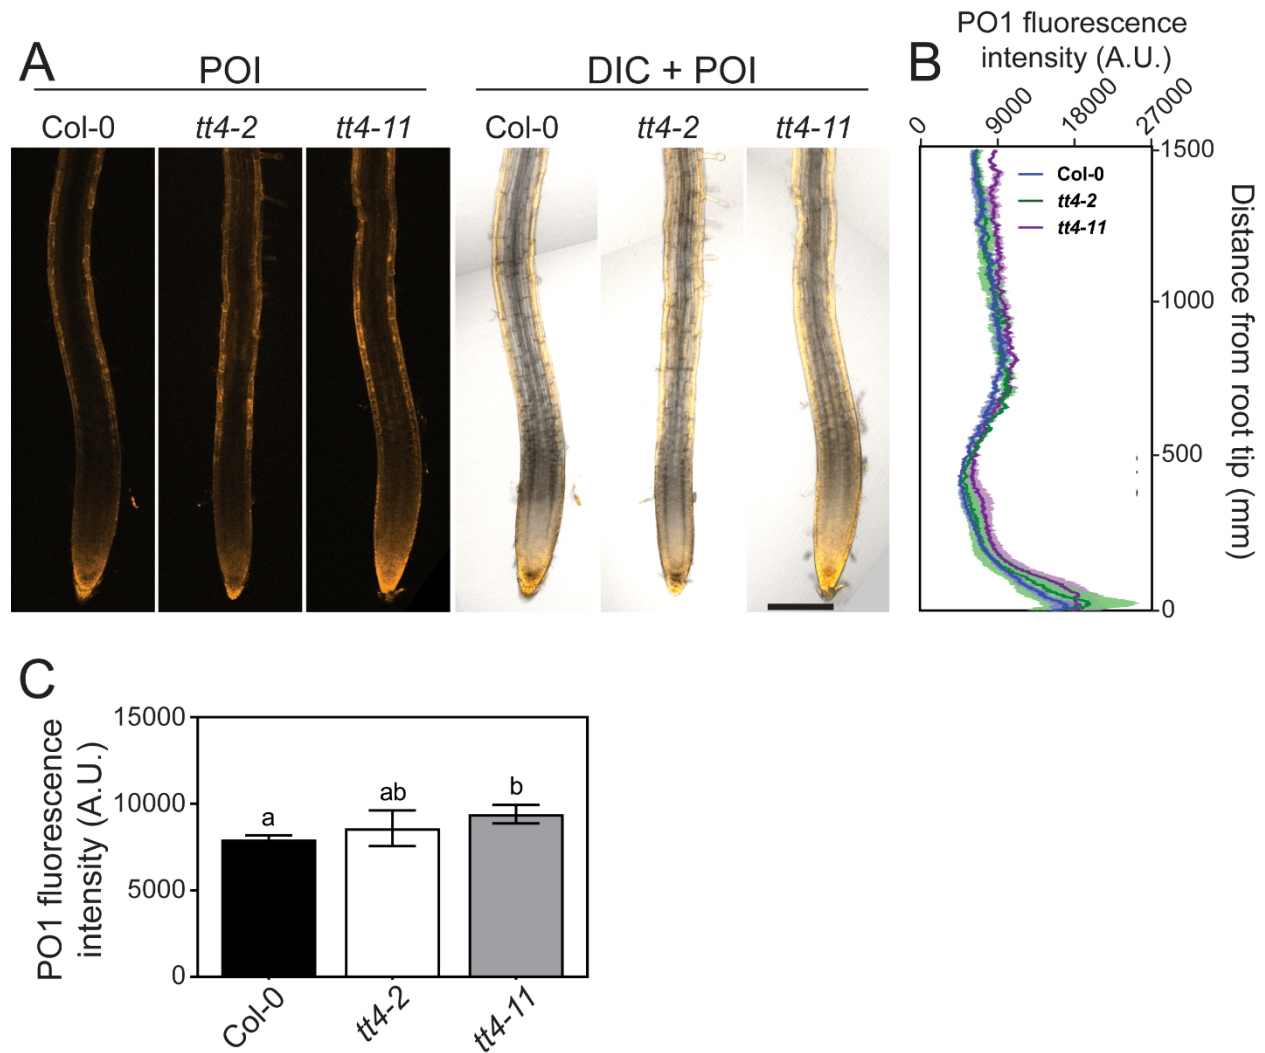 A
POI
DIC + POI
Col-0
tt4-2
tt4-11
Col-0
tt4-2
tt4-11
B
PO1 fluorescence
intensity (A.U.)
0
9000
18000
27000
Col-0
tt4-2
tt4-11
1500
1000
500
0
Distance from root tip (mm)
C
PO1 fluorescence
intensity (A.U.)
15000
10000
5000
0
a
ab
b
Col-0
tt4-2
tt4-11